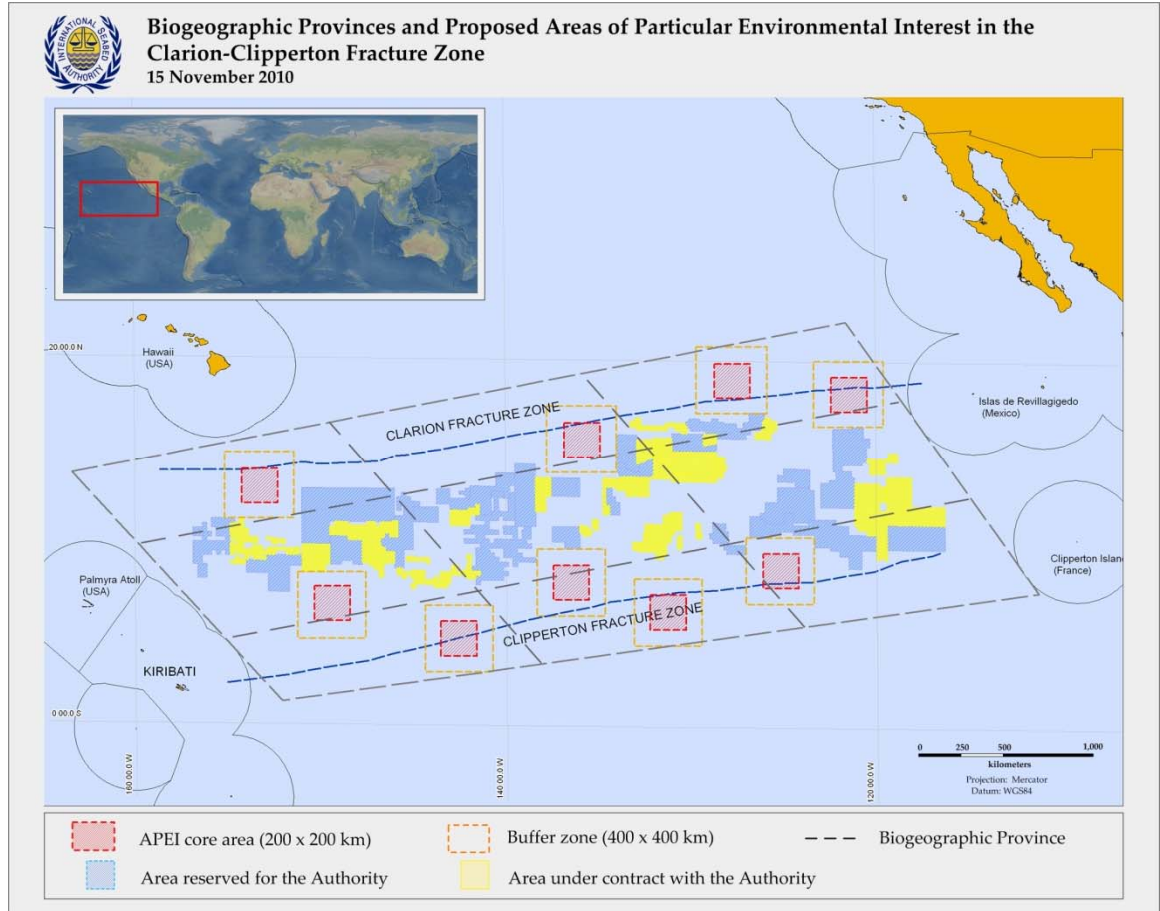 INTERNATIONAL SEABED AUTHORITY
Biogeographic Provinces and Proposed Areas of Particular Environmental Interest in the
Clarion-Clipperton Fracture Zone
15 November 2010
20 00.0 N
Hawaii
(USA)
CLARION FRACTURE ZONE
Islas de Revillagigedo
(Mexico)
Palmyra Atoll
(USA)
Clipperton Island
(France)
CLIPPERTON FRACTURE ZONE
KIRIBATI
0 00.0 S
160 00.0 W
140 00.0 W
120 00.0 W
0 250 500 1,000
kilometers
Projection: Mercator
Datum: WGS84
APEI core area (200 x 200 km)
Buffer zone (400 x 400 km)
Biogeographic Province
Area reserved for the Authority
Area under contract with the Authority